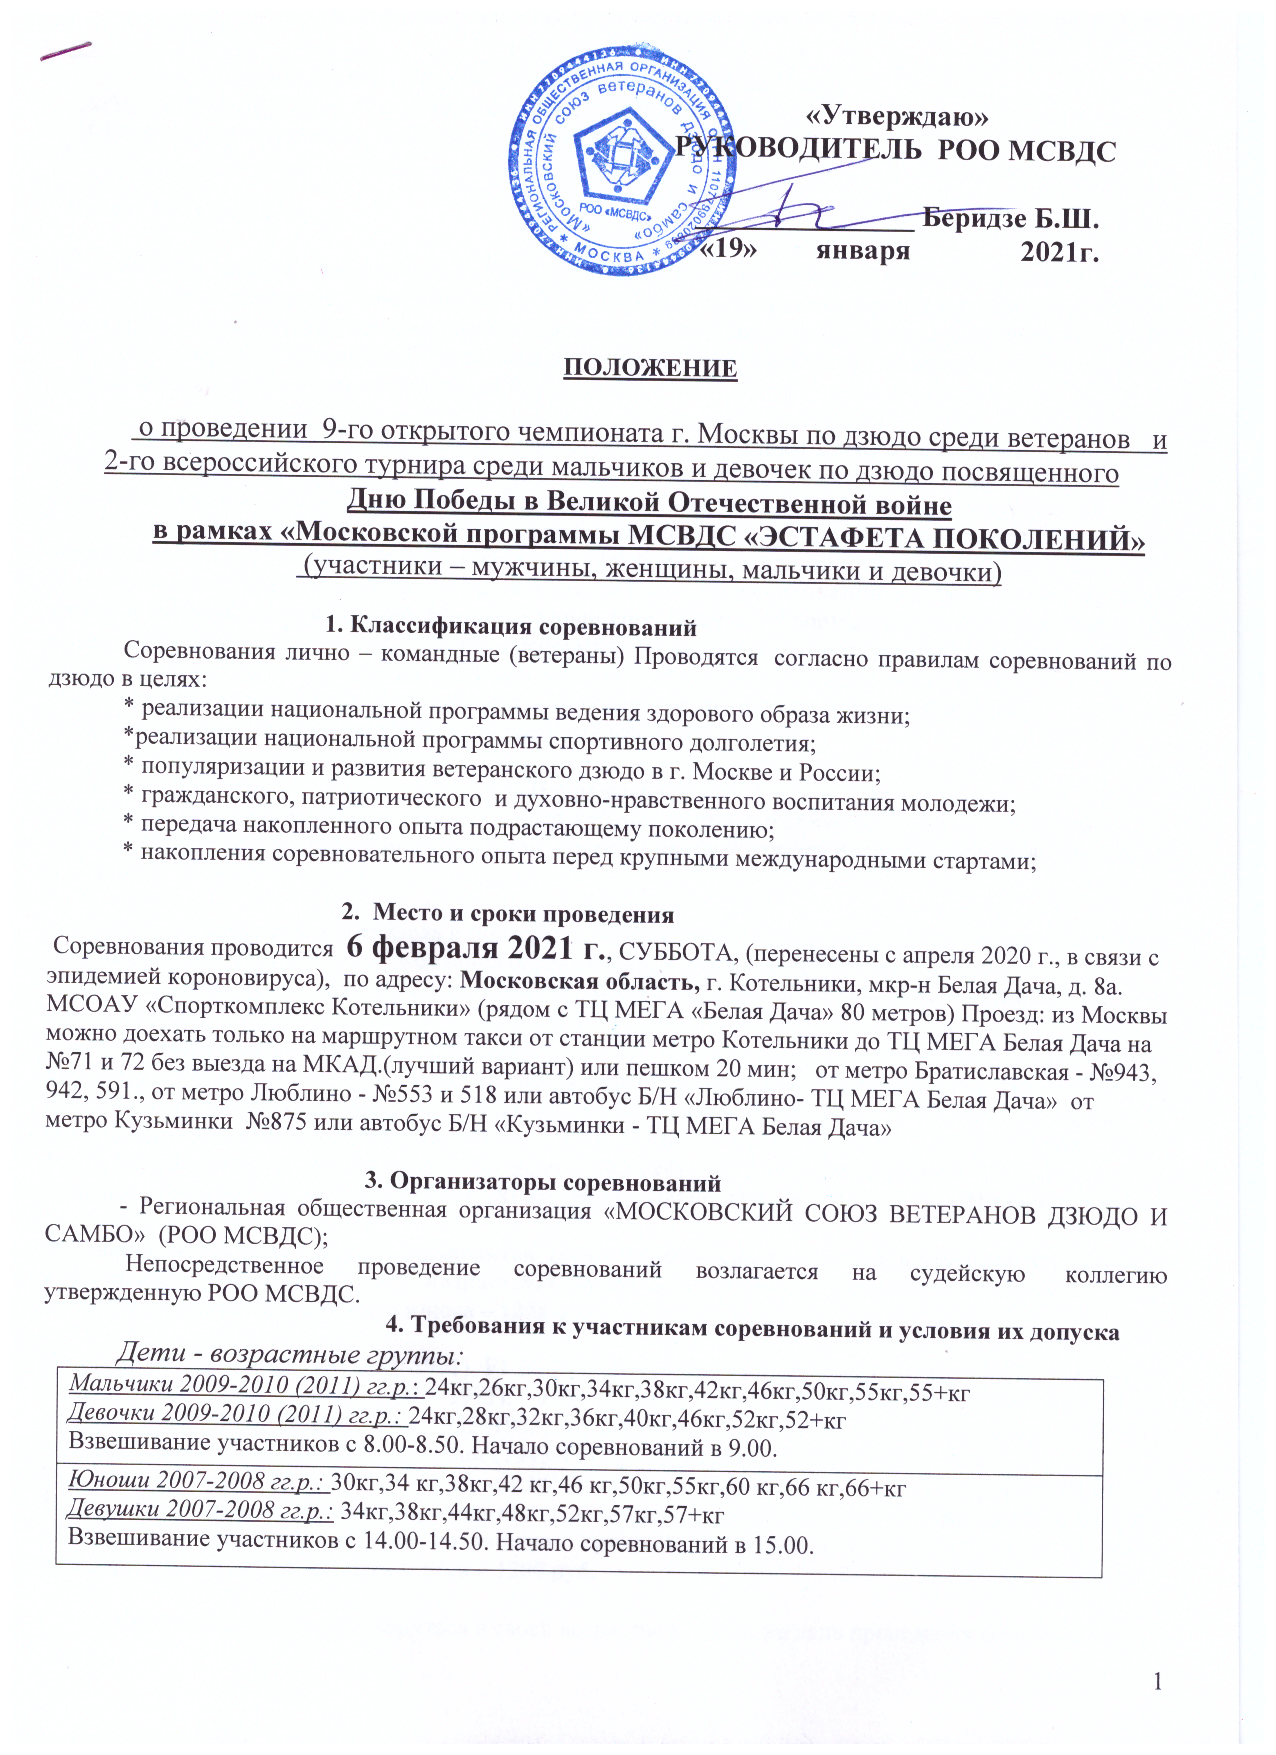 ИНН 7709444126
РЕГИОНАЛЬНАЯ ОБЩЕСТВЕННАЯ ОРГАНИЗАЦИЯ
«Московский союз ветеранов дзюдо и самбо»
РОО «МСВДС»
* МОСКВА *
«Утверждаю»
РУКОВОДИТЕЛЬ РОО МСВДС
Беридзе Б.Ш.
«19» января 2021г.
ПОЛОЖЕНИЕ
о проведении 9-го открытого чемпионата г. Москвы по дзюдо среди ветеранов и
2-го всероссийского турнира среди мальчиков и девочек по дзюдо посвященного
Дню Победы в Великой Отечественной войне
в рамках «Московской программы МСВДС «ЭСТАФЕТА ПОКОЛЕНИЙ»
(участники – мужчины, женщины, мальчики и девочки)
1. Классификация соревнований
Соревнования лично – командные (ветераны) Проводятся согласно правилам соревнований по
дзюдо в целях:
* реализации национальной программы ведения здорового образа жизни;
*реализации национальной программы спортивного долголетия;
* популяризации и развития ветеранского дзюдо в г. Москве и России;
* гражданского, патриотического и духовно-нравственного воспитания молодежи;
* передача накопленного опыта подрастающему поколению;
* накопления соревновательного опыта перед крупными международными стартами;
2. Место и сроки проведения
Соревнования проводится 6 февраля 2021 г., СУББОТА, (перенесены с апреля 2020 г., в связи с
эпидемией короновируса), по адресу: Московская область, г. Котельники, мкр-н Белая Дача, д. 8а.
МСОАУ «Спорткомплекс Котельники» (рядом с ТЦ МЕГА «Белая Дача» 80 метров) Проезд: из Москвы
можно доехать только на маршрутном такси от станции метро Котельники до ТЦ МЕГА Белая Дача на
№71 и 72 без выезда на МКАД.(лучший вариант) или пешком 20 мин; от метро Братиславская - №943,
942, 591., от метро Люблино - №553 и 518 или автобус Б/Н «Люблино- ТЦ МЕГА Белая Дача» от
метро Кузьминки №875 или автобус Б/Н «Кузьминки - ТЦ МЕГА Белая Дача»
3. Организаторы соревнований
- Региональная общественная организация «МОСКОВСКИЙ СОЮЗ ВЕТЕРАНОВ ДЗЮДО И
САМБО» (РОО МСВДС);
Непосредственное проведение соревнований возлагается на судейскую коллегию
утвержденную РОО МСВДС.
4. Требования к участникам соревнований и условия их допуска
Дети - возрастные группы:
Мальчики 2009-2010 (2011) гг.р.: 24кг,26кг,30кг,34кг,38кг,42кг,46кг,50кг,55кг,55+кг
Девочки 2009-2010 (2011) гг.р.: 24кг,28кг,32кг,36кг,40кг,46кг,52кг,52+кг
Взвешивание участников с 8.00-8.50. Начало соревнований в 9.00.
Юноши 2007-2008 гг.р.: 30кг,34 кг,38кг,42 кг,46 кг,50кг,55кг,60 кг,66 кг,66+кг
Девушки 2007-2008 гг.р.: 34кг,38кг,44кг,48кг,52кг,57кг,57+кг
Взвешивание участников с 14.00-14.50. Начало соревнований в 15.00.
1